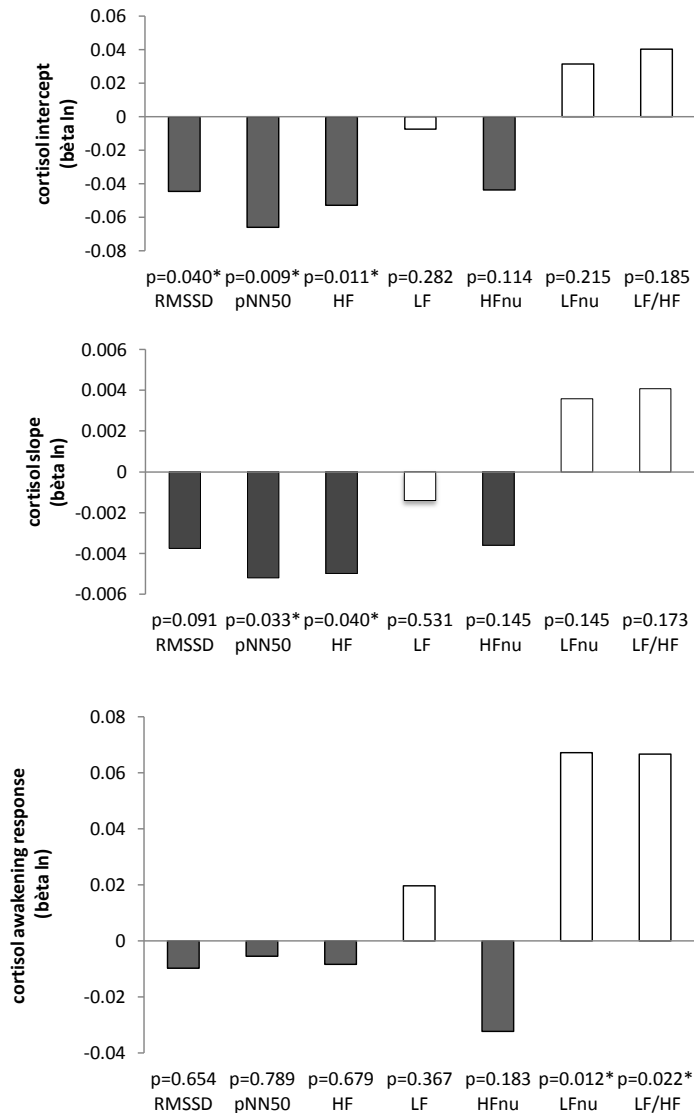 0.06
0.04
0.02
0
-0.02
-0.04
-0.06
-0.08
cortisol intercept
(bèta ln)
p=0.040* p=0.009* p=0.011* p=0.282 p=0.114 p=0.215 p=0.185
RMSSD pNN50 HF LF HFnu LFnu LF/HF
0.006
0.004
0.002
0
-0.002
-0.004
-0.006
cortisol slope
(bèta ln)
p=0.091 p=0.033* p=0.040* p=0.531 p=0.145 p=0.145 p=0.173
RMSSD pNN50 HF LF HFnu LFnu LF/HF
0.08
0.06
0.04
0.02
0
-0.02
-0.04
cortisol awakening response
(bèta ln)
p=0.654 p=0.789 p=0.679 p=0.367 p=0.183 p=0.012* p=0.022*
RMSSD pNN50 HF LF HFnu LFnu LF/HF